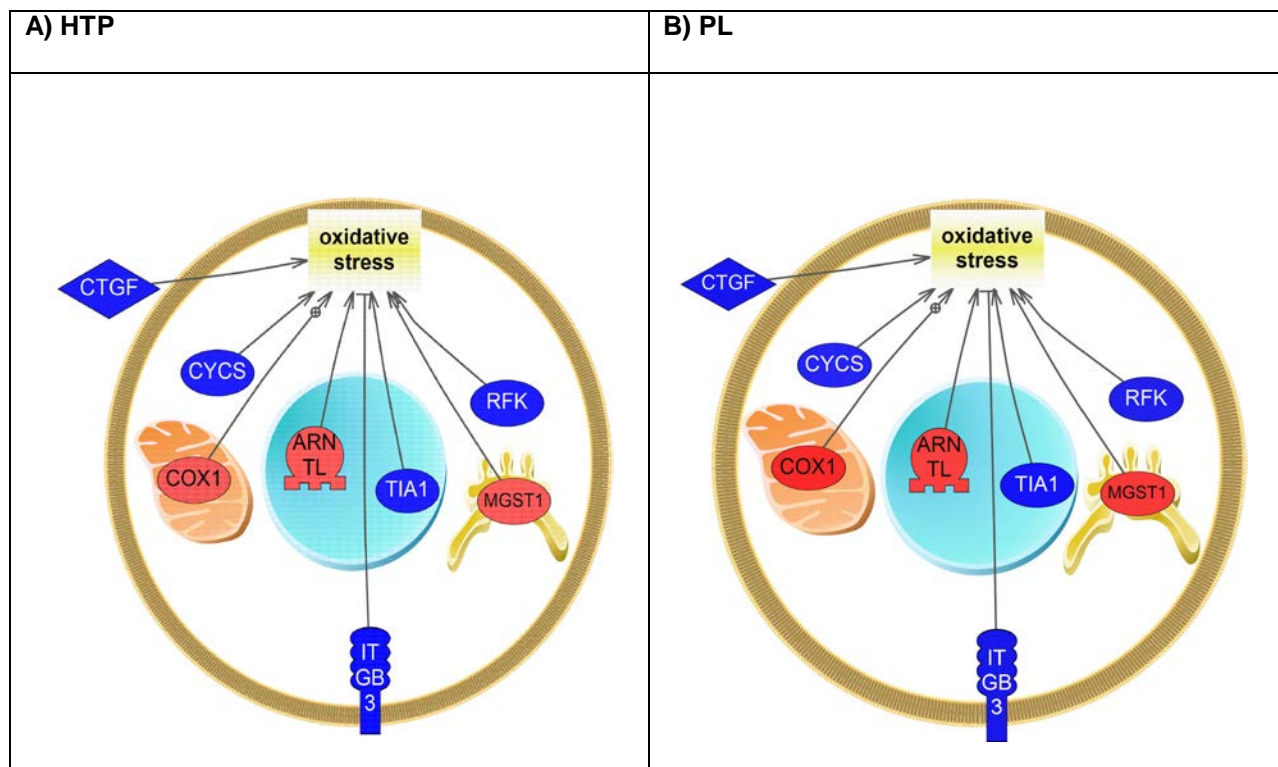 A) HTP
B) PL
oxidative
stress
CTGF
CYCS
RFK
ARN
TL
COX1
TIA1
MGST1
IT
GB
3
oxidative
stress
CTGF
CYCS
RFK
ARN
TL
COX1
TIA1
MGST1
IT
GB
3